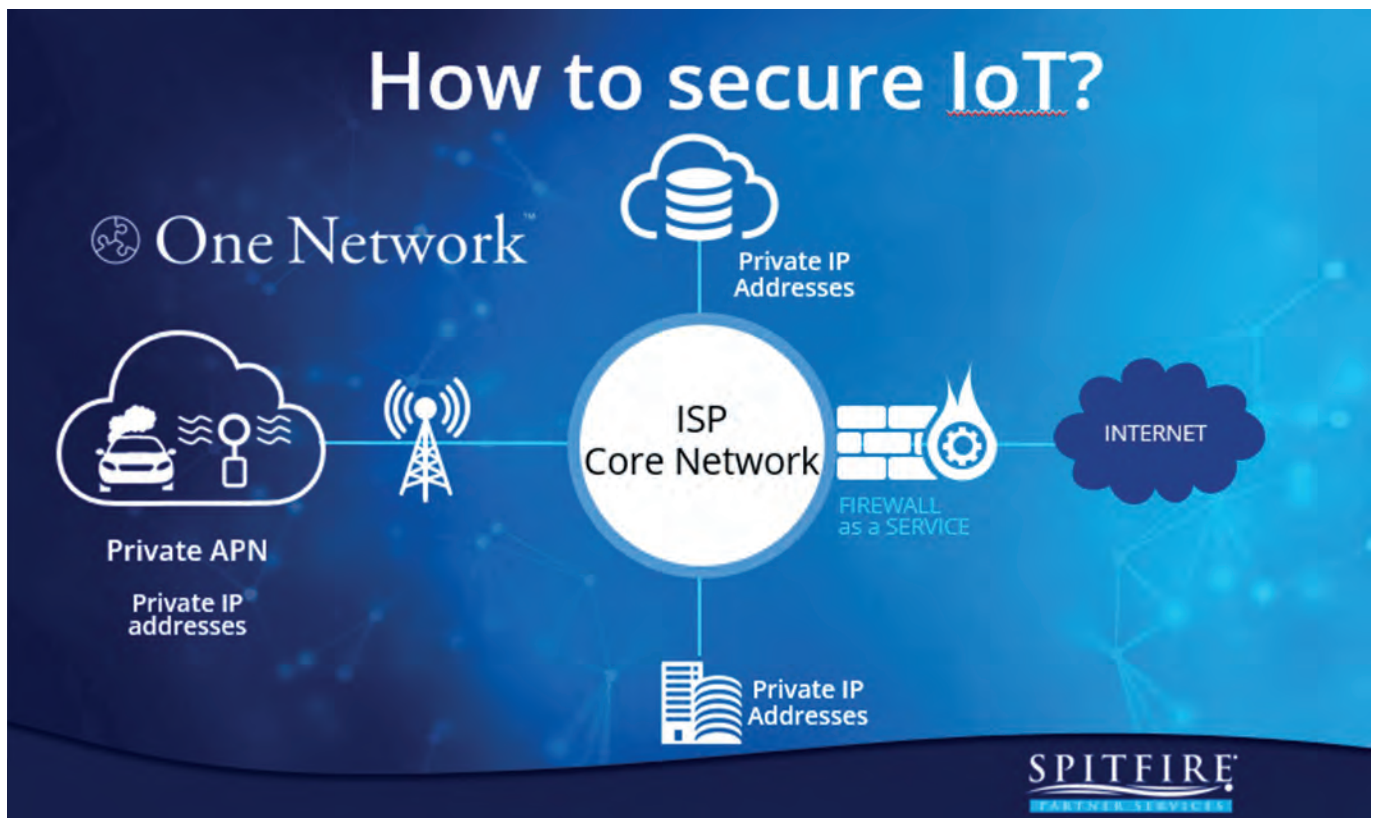 How to secure IoT?
One Network™
Private IP
Addresses
ISP
Core Network
INTERNET
FIREWALL
as a SERVICE
Private APN
Private IP
addresses
Private IP
Addresses
SPITFIRE
PARTNER SERVICES